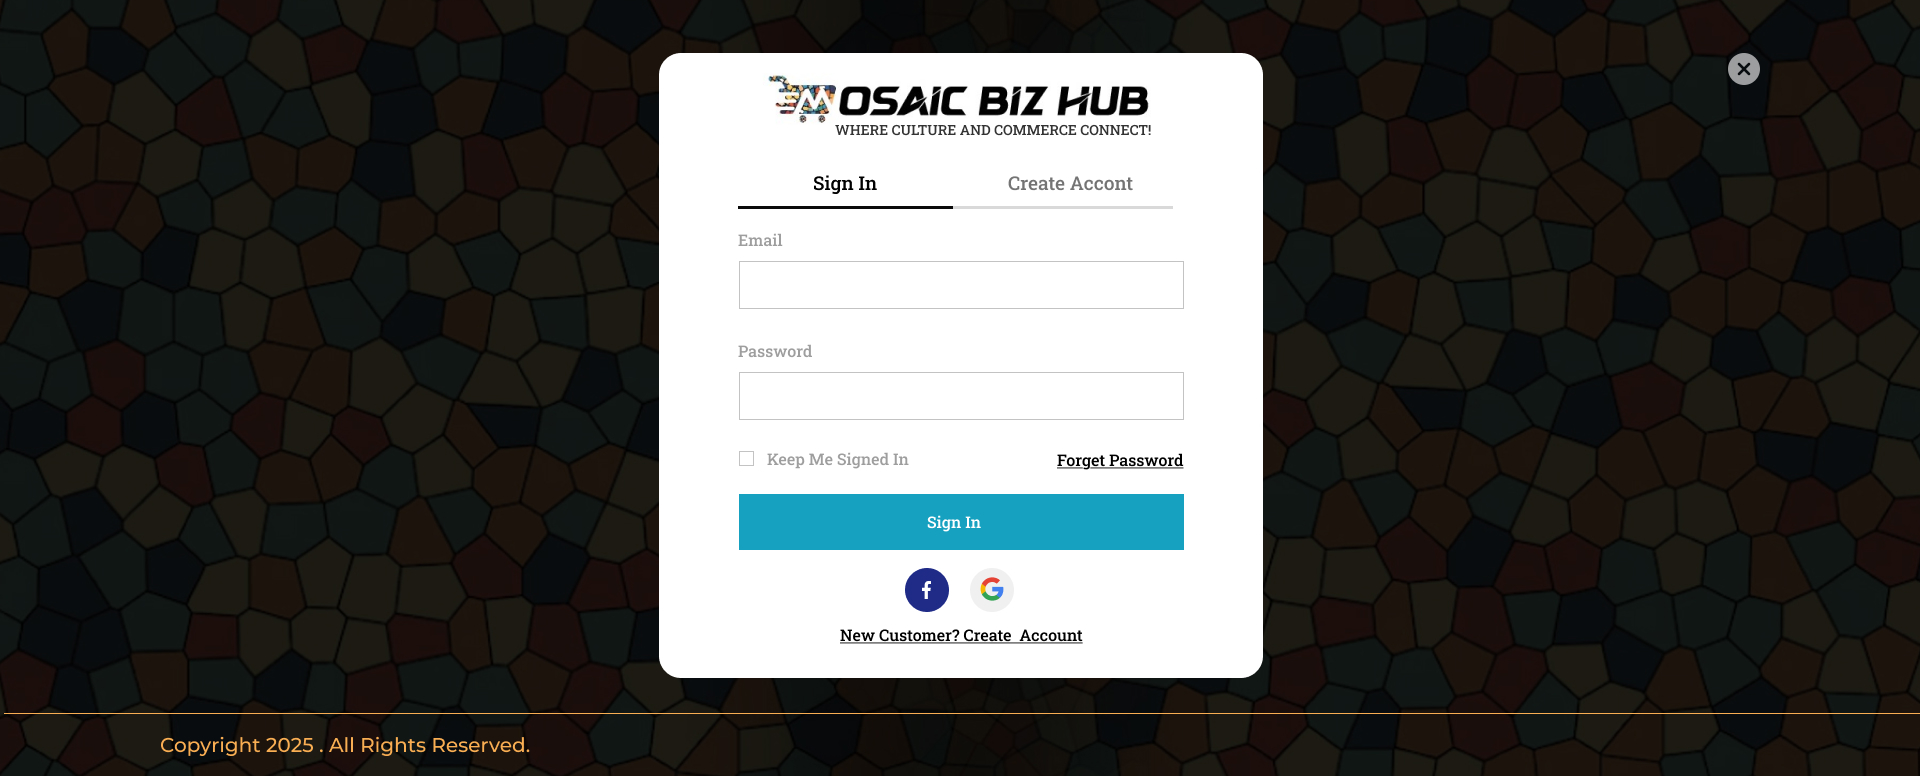 MOSAIC BIZ HUB
WHERE CULTURE AND COMMERCE CONNECT!
Sign In
Create Accont
Email
Password
Keep Me Signed In
Forget Password
Sign In
New Customer? Create  Account
Copyright 2025 . All Rights Reserved.